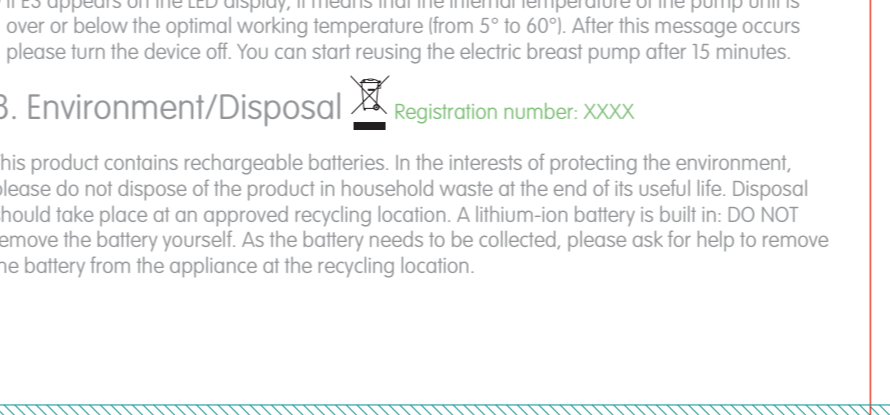 if E3 appears on the LED display, it means that the internal temperature of the pump unit is
over or below the optimal working temperature (from 5° to 60°). After this message occurs
please turn the device off. You can start reusing the electric breast pump after 15 minutes.
3. Environment/Disposal Registration number: XXXX
his product contains rechargeable batteries. In the interests of protecting the environment,
lease do not dispose of the product in household waste at the end of its useful life. Disposal
hould take place at an approved recycling location. A lithium-ion battery is built in: DO NOT
emove the battery yourself. As the battery needs to be collected, please ask for help to remove
he battery from the appliance at the recycling location.